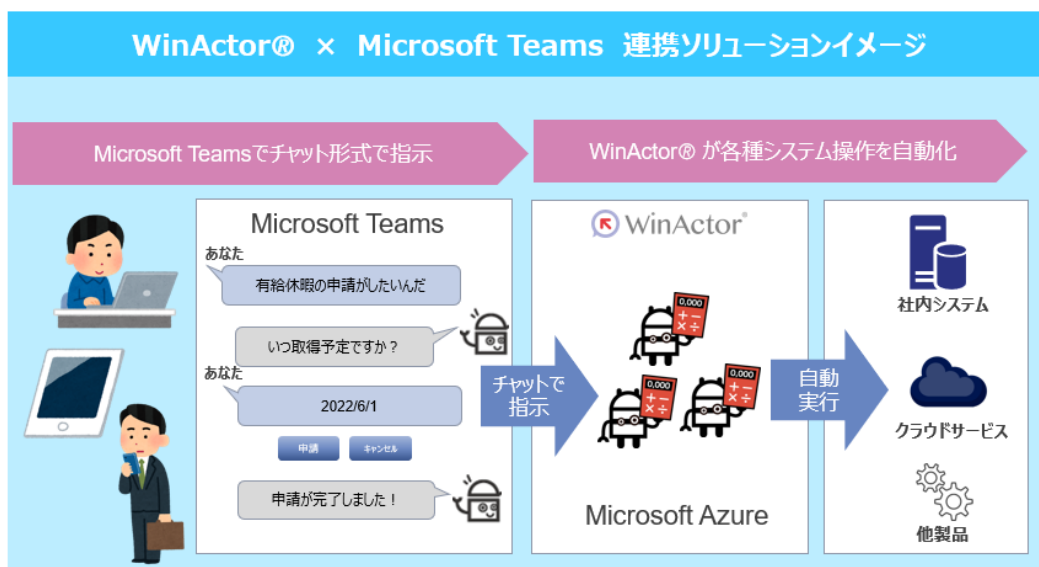 WinActor® × Microsoft Teams 連携ソリューションイメージ
Microsoft Teamsでチャット形式で指示
WinActor® が各種システム操作を自動化
Microsoft Teams
あなた
有給休暇の申請がしたいんだ
いつ取得予定ですか？
あなた
2022/6/1
申請
キャンセル
申請が完了しました！
チャットで
指示
WinActor®
0,000
+−
×÷
0,000
+−
×÷
0,000
+−
×÷
Microsoft Azure
自動
実行
社内システム
クラウドサービス
他製品